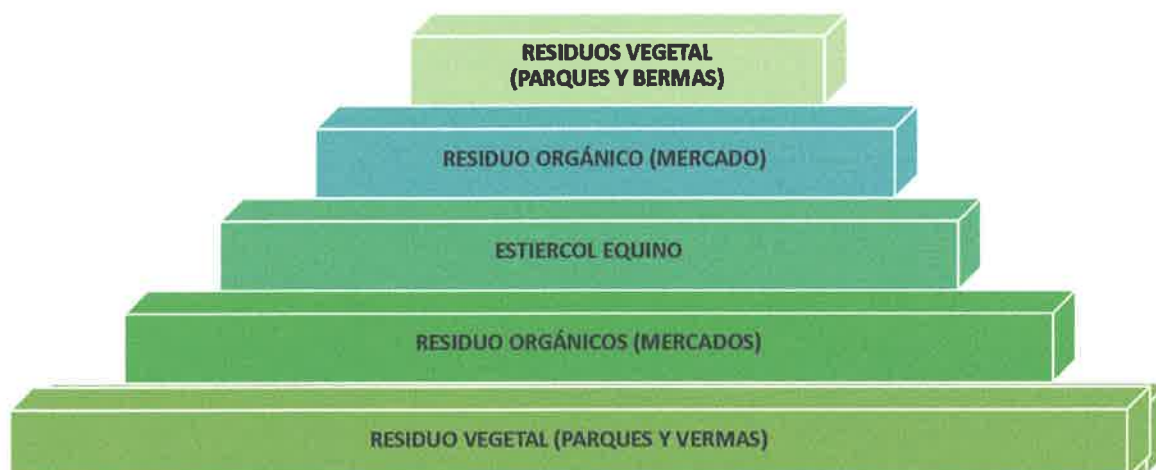 RESIDUOS VEGETAL
(PARQUES Y BERMAS)
RESIDUO ORGÁNICO (MERCADO)
ESTIERCOL EQUINO
RESIDUO ORGÁNICOS (MERCADOS)
RESIDUO VEGETAL (PARQUES Y VERMAS)